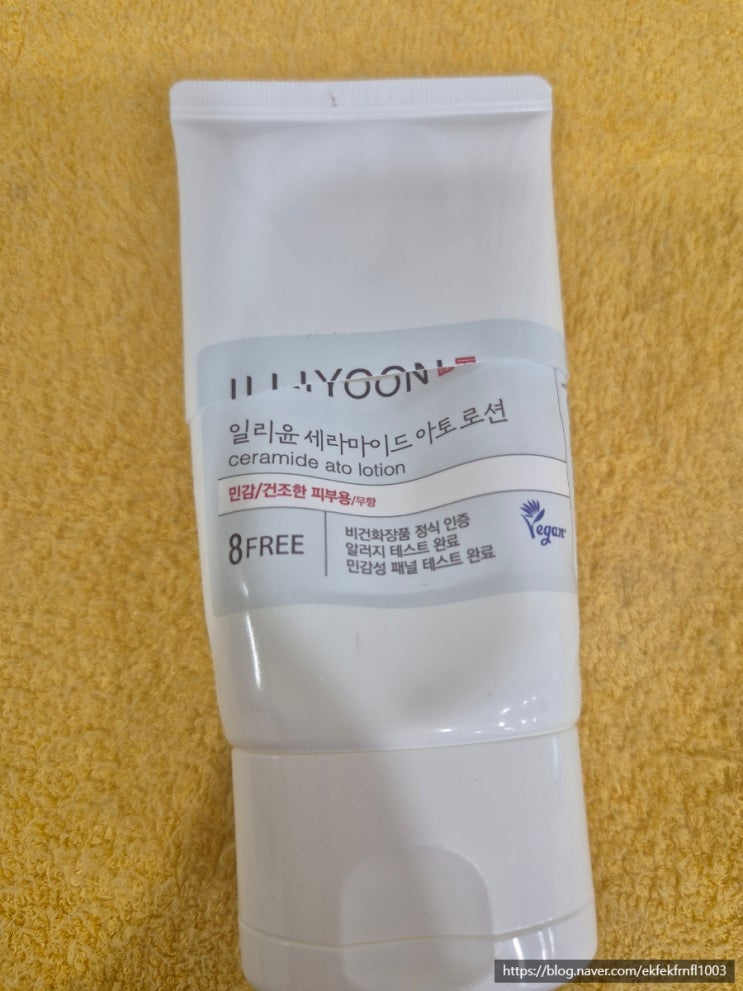 ILLIYOON
일리윤 세라마이드 아토 로션
ceramide ato lotion
민감/건조한 피부용/무향
8 FREE
비건화장품 정식 인증
알러지 테스트 완료
민감성 패널 테스트 완료
Vegan
https://blog.naver.com/ekfekfrnfl1003